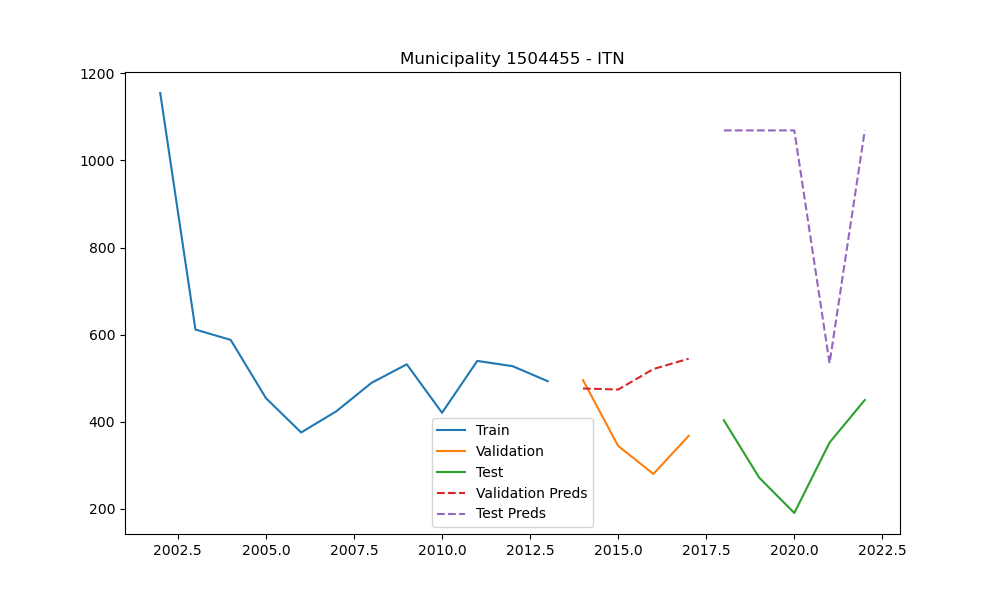 Municipality 1504455 - ITN
1200
1000
800
600
400
200
Train
Validation
Test
Validation Preds
Test Preds
2002.5 2005.0 2007.5 2010.0 2012.5 2015.0 2017.5 2020.0 2022.5